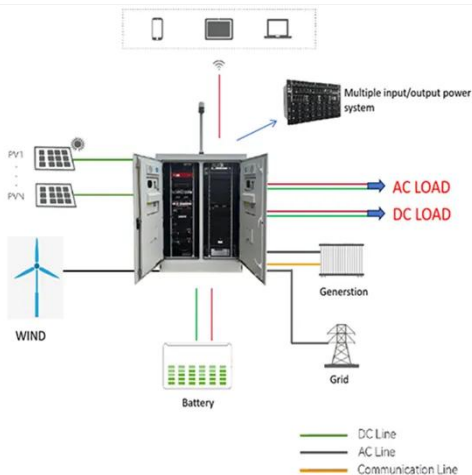 Multiple input/output power
system
PV1
PVN
AC LOAD
DC LOAD
WIND
Generstion
Grid
Battery
DC Line
AC Line
Communication Line